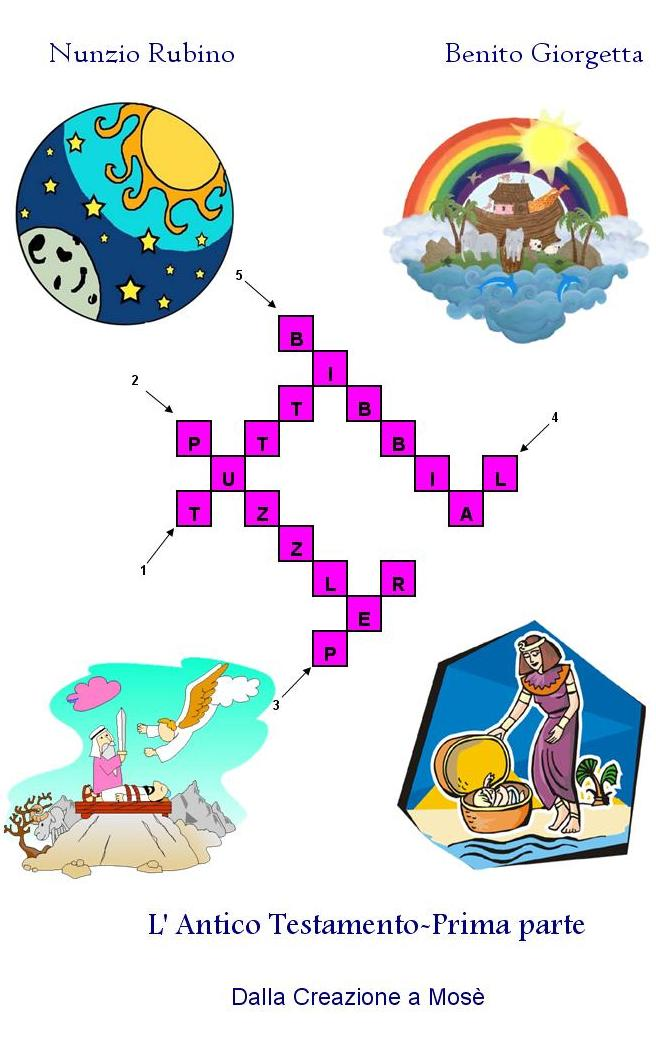 Nunzio Rubino Benito Giorgetta
5
B
I
2
T B
4
P T B
U I L
T Z A
Z
1
L R
E
P
3
L' Antico Testamento-Prima parte
Dalla Creazione a Mosè